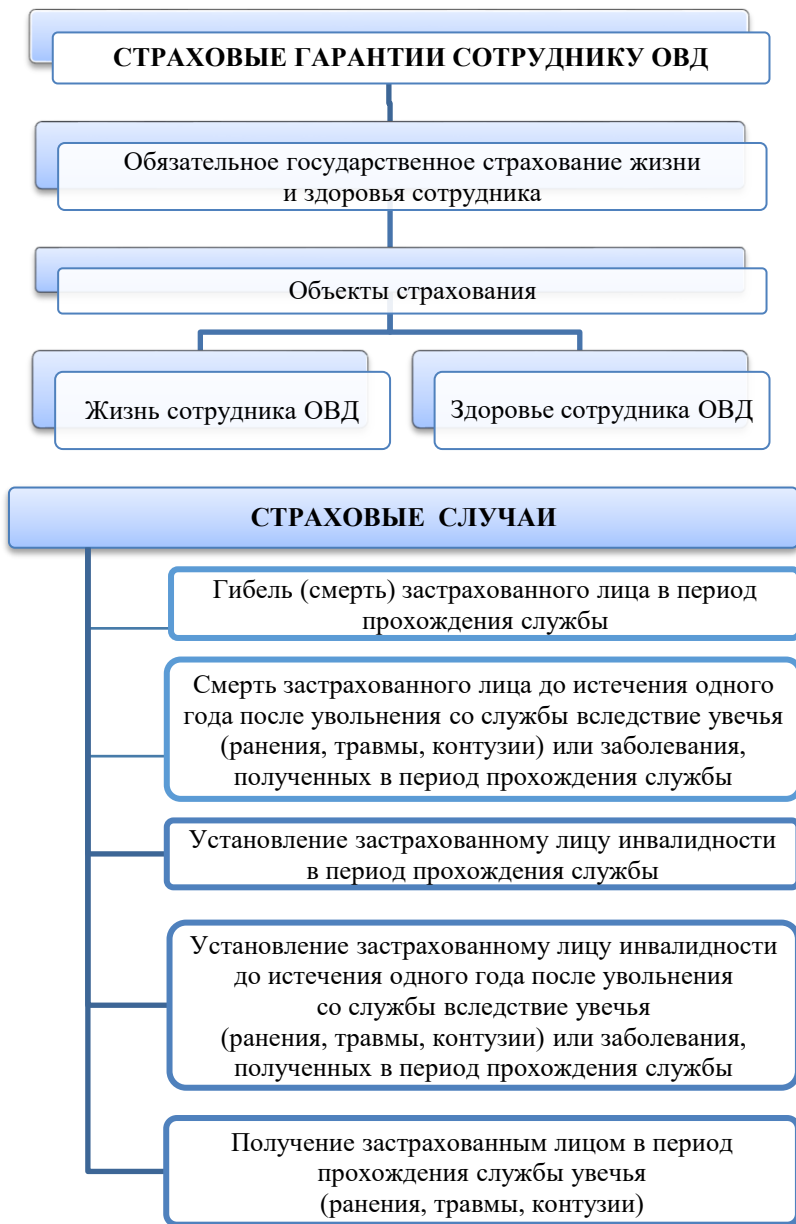 СТРАХОВЫЕ ГАРАНТИИ СОТРУДНИКУ ОВД
Обязательное государственное страхование жизни
и здоровья сотрудника
Объекты страхования
Жизнь сотрудника ОВД
Здоровье сотрудника ОВД
СТРАХОВЫЕ СЛУЧАИ
Гибель (смерть) застрахованного лица в период
прохождения службы
Смерть застрахованного лица до истечения одного
года после увольнения со службы вследствие увечья
(ранения, травмы, контузии) или заболевания,
полученных в период прохождения службы
Установление застрахованному лицу инвалидности
в период прохождения службы
Установление застрахованному лицу инвалидности
до истечения одного года после увольнения
со службы вследствие увечья
(ранения, травмы, контузии) или заболевания,
полученных в период прохождения службы
Получение застрахованным лицом в период
прохождения службы увечья
(ранения, травмы, контузии)